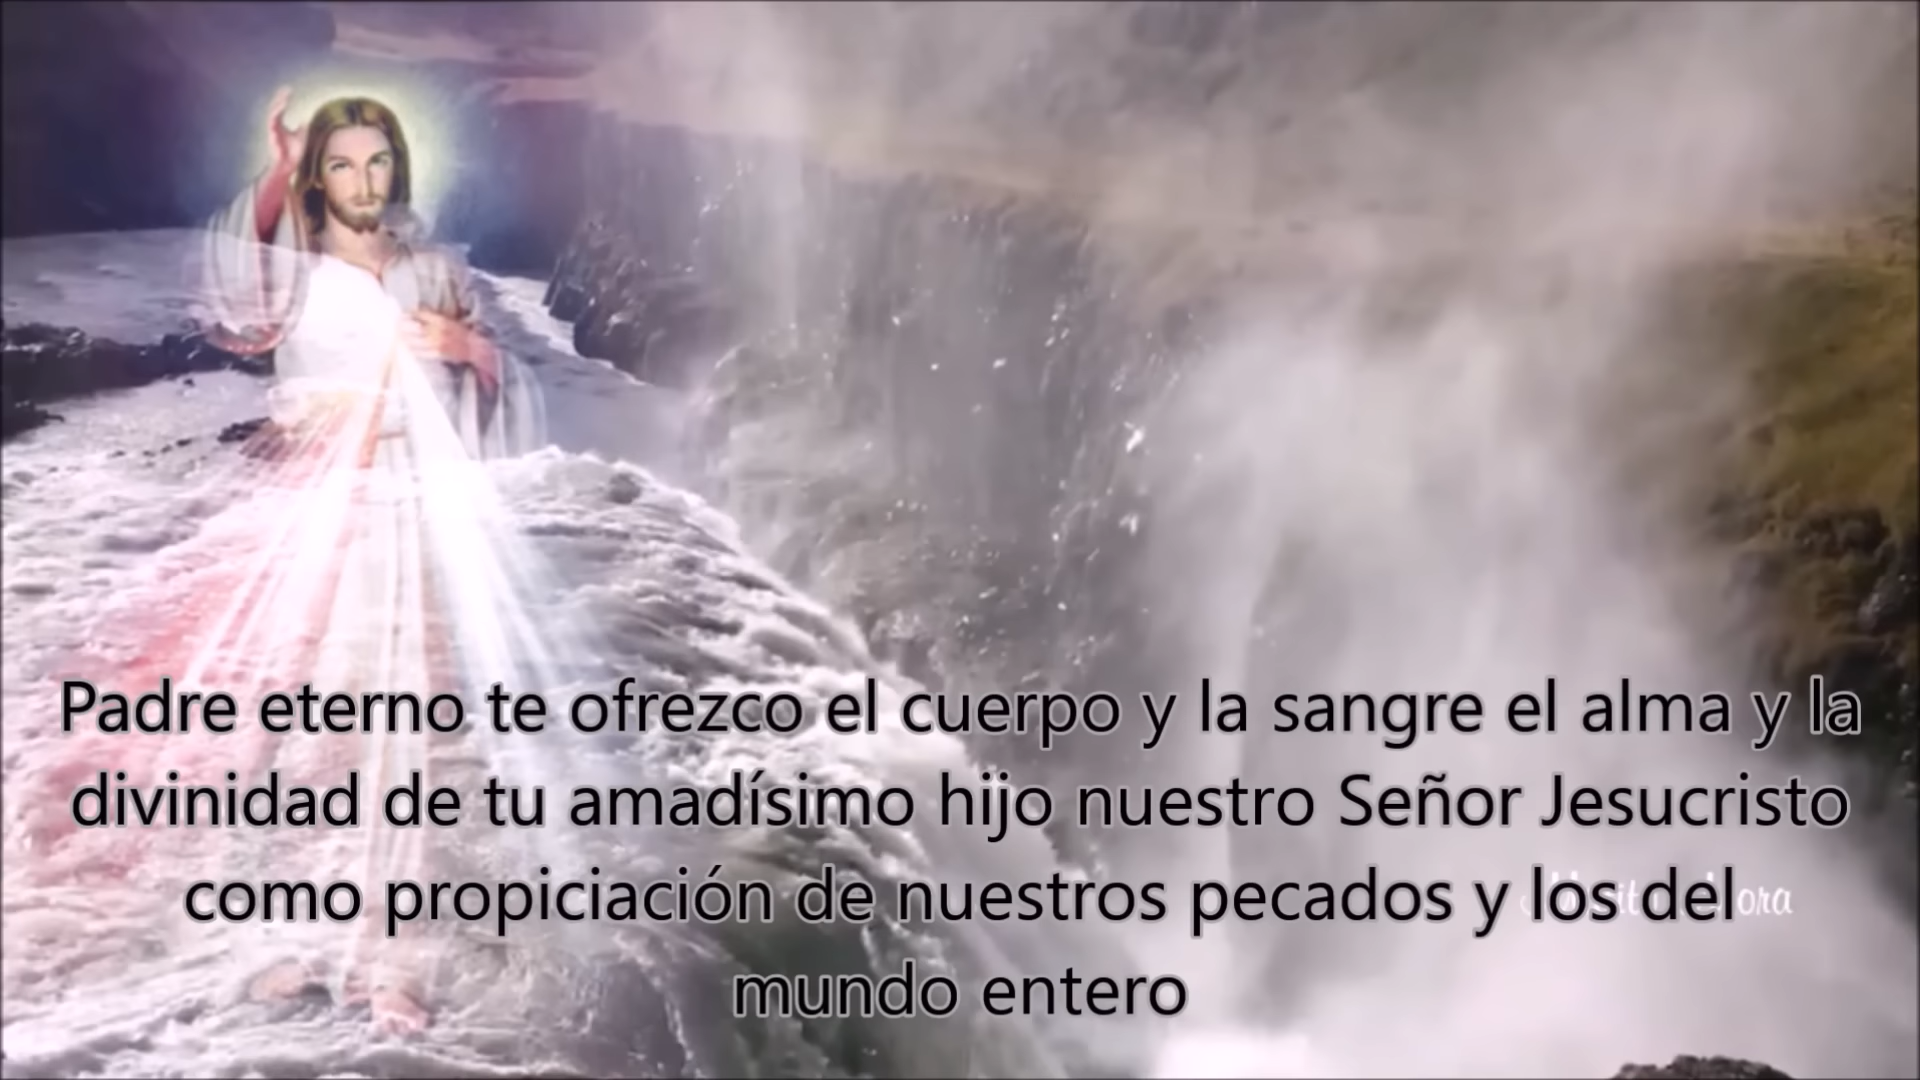 Padre eterno te ofrezco el cuerpo y la sangre el alma y la
divinidad de tu amadísimo hijo nuestro Señor Jesucristo
como propiciación de nuestros pecados y los del
mundo entero